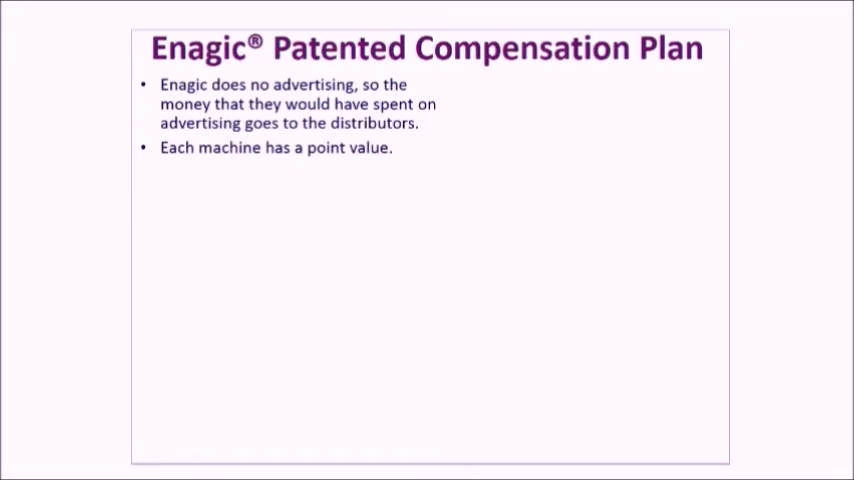 Enagic® Patented Compensation Plan
• Enagic does no advertising, so the
money that they would have spent on
advertising goes to the distributors.
• Each machine has a point value.